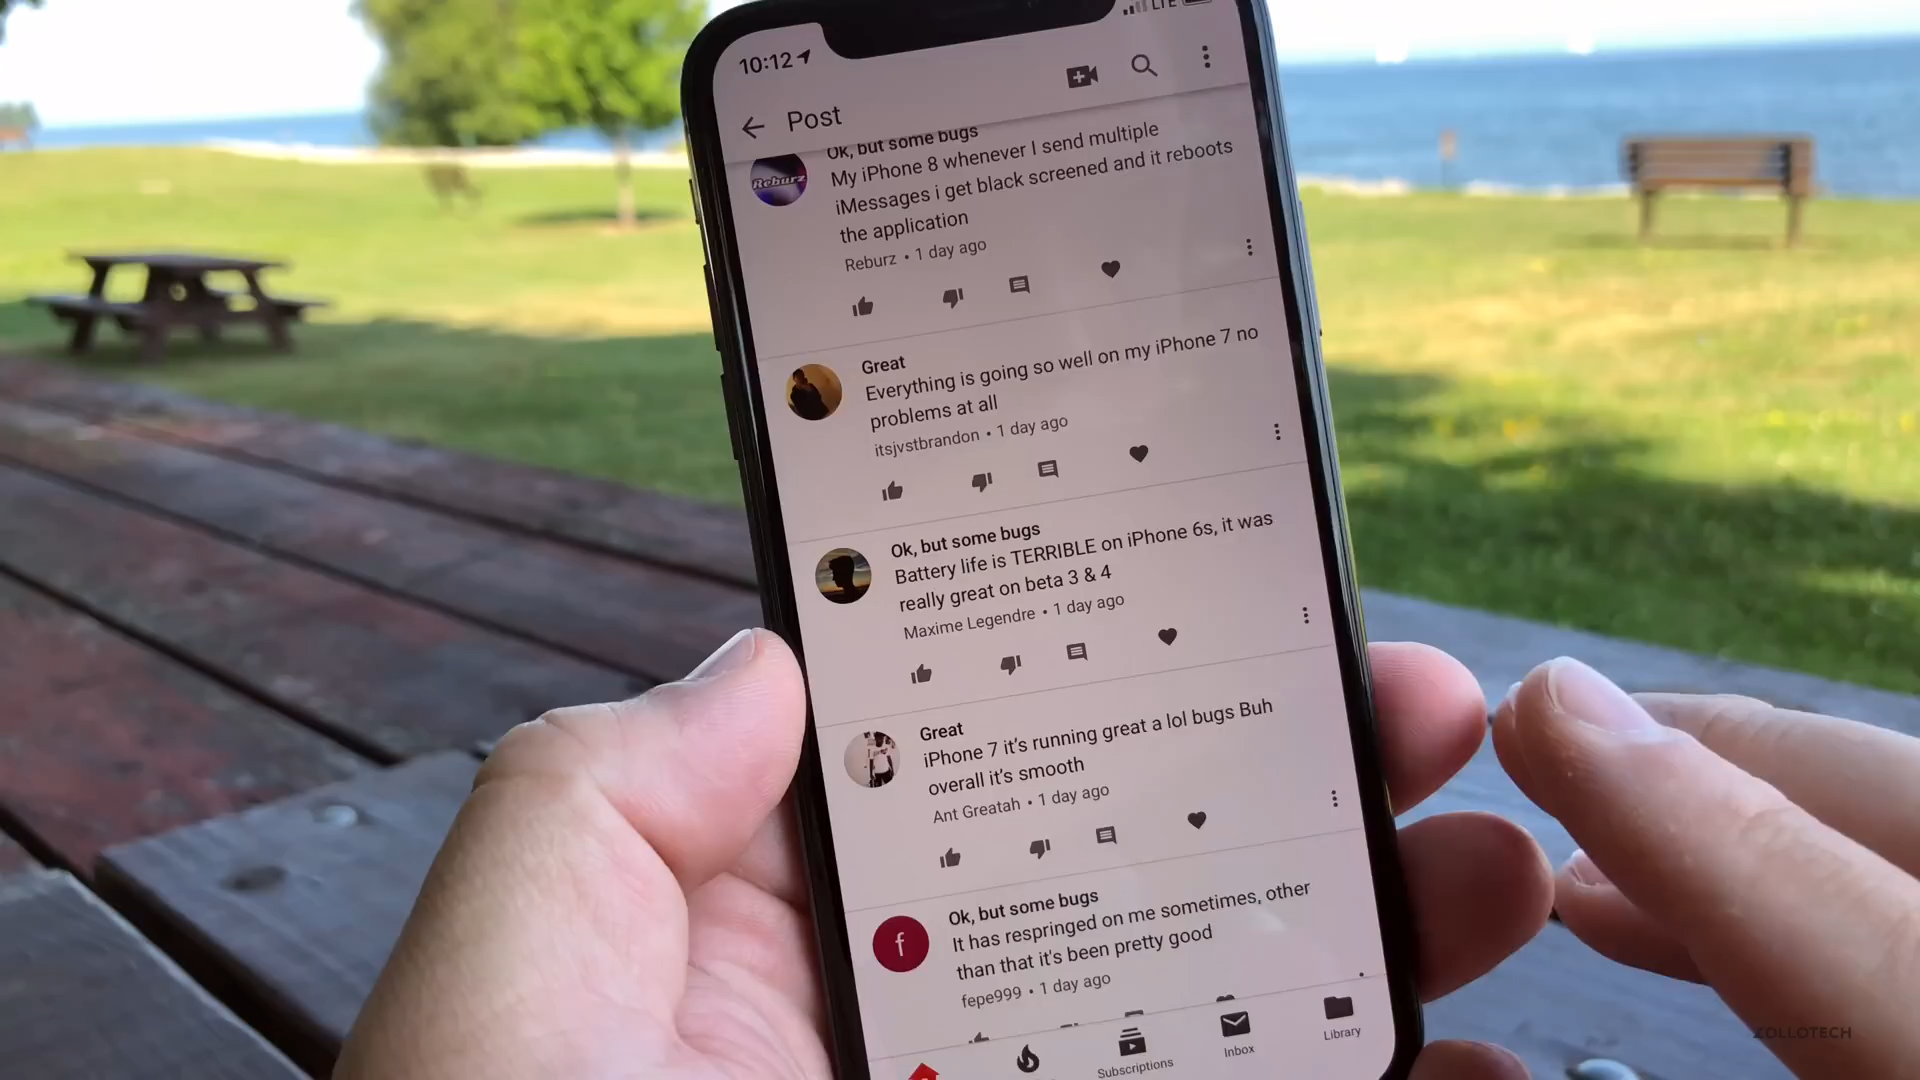 LTE
10:12
Post
Ok, but some bugs
My iPhone 8 whenever I send multiple
iMessages i get black screened and it reboots
the application
Reburz • 1 day ago
Reburz
Great
Everything is going so well on my iPhone 7 no
problems at all
itsjvstbrandon • 1 day ago
Ok, but some bugs
Battery life is TERRIBLE on iPhone 6s, it was
really great on beta 3 & 4
Maxime Legendre • 1 day ago
Great
iPhone 7 it's running great a lol bugs Buh
overall it's smooth
Ant Greatah • 1 day ago
Ok, but some bugs
f
It has respringed on me sometimes, other
than that it's been pretty good
fepe999 • 1 day ago
Subscriptions
Inbox
Library
ZOLLOTECH